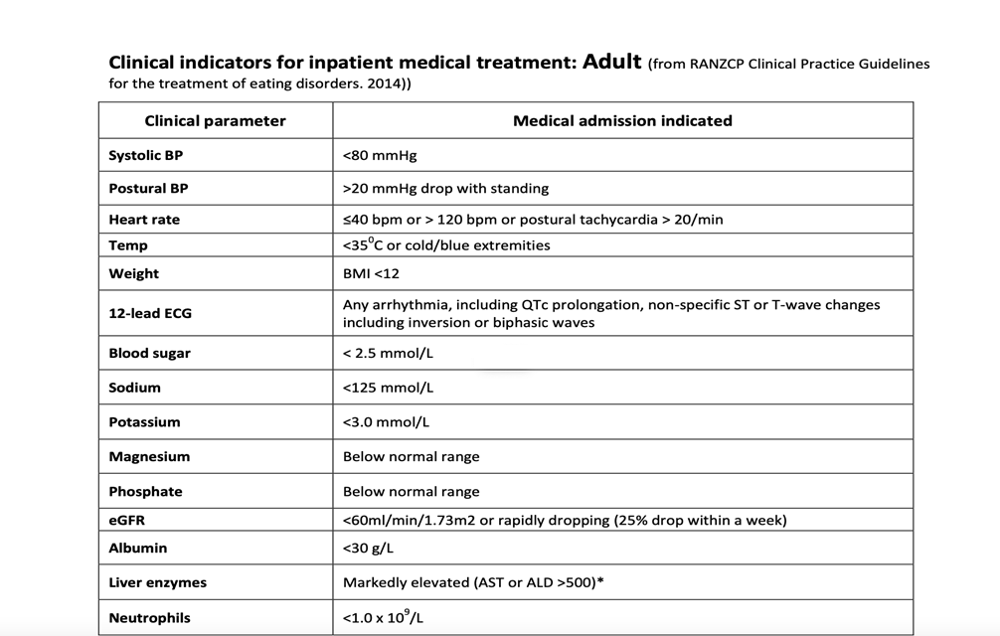 Clinical indicators for inpatient medical treatment: Adult (from RANZCP Clinical Practice Guidelines
for the treatment of eating disorders. 2014))
Clinical parameter Medical admission indicated
Systolic BP <80 mmHg
Postural BP >20 mmHg drop with standing
Heart rate ≤40 bpm or > 120 bpm or postural tachycardia > 20/min
Temp <35⁰C or cold/blue extremities
Weight BMI <12
12-lead ECG Any arrhythmia, including QTc prolongation, non-specific ST or T-wave changes
including inversion or biphasic waves
Blood sugar < 2.5 mmol/L
Sodium <125 mmol/L
Potassium <3.0 mmol/L
Magnesium Below normal range
Phosphate Below normal range
eGFR <60ml/min/1.73m2 or rapidly dropping (25% drop within a week)
Albumin <30 g/L
Liver enzymes Markedly elevated (AST or ALD >500)*
Neutrophils <1.0 x 10⁹/L